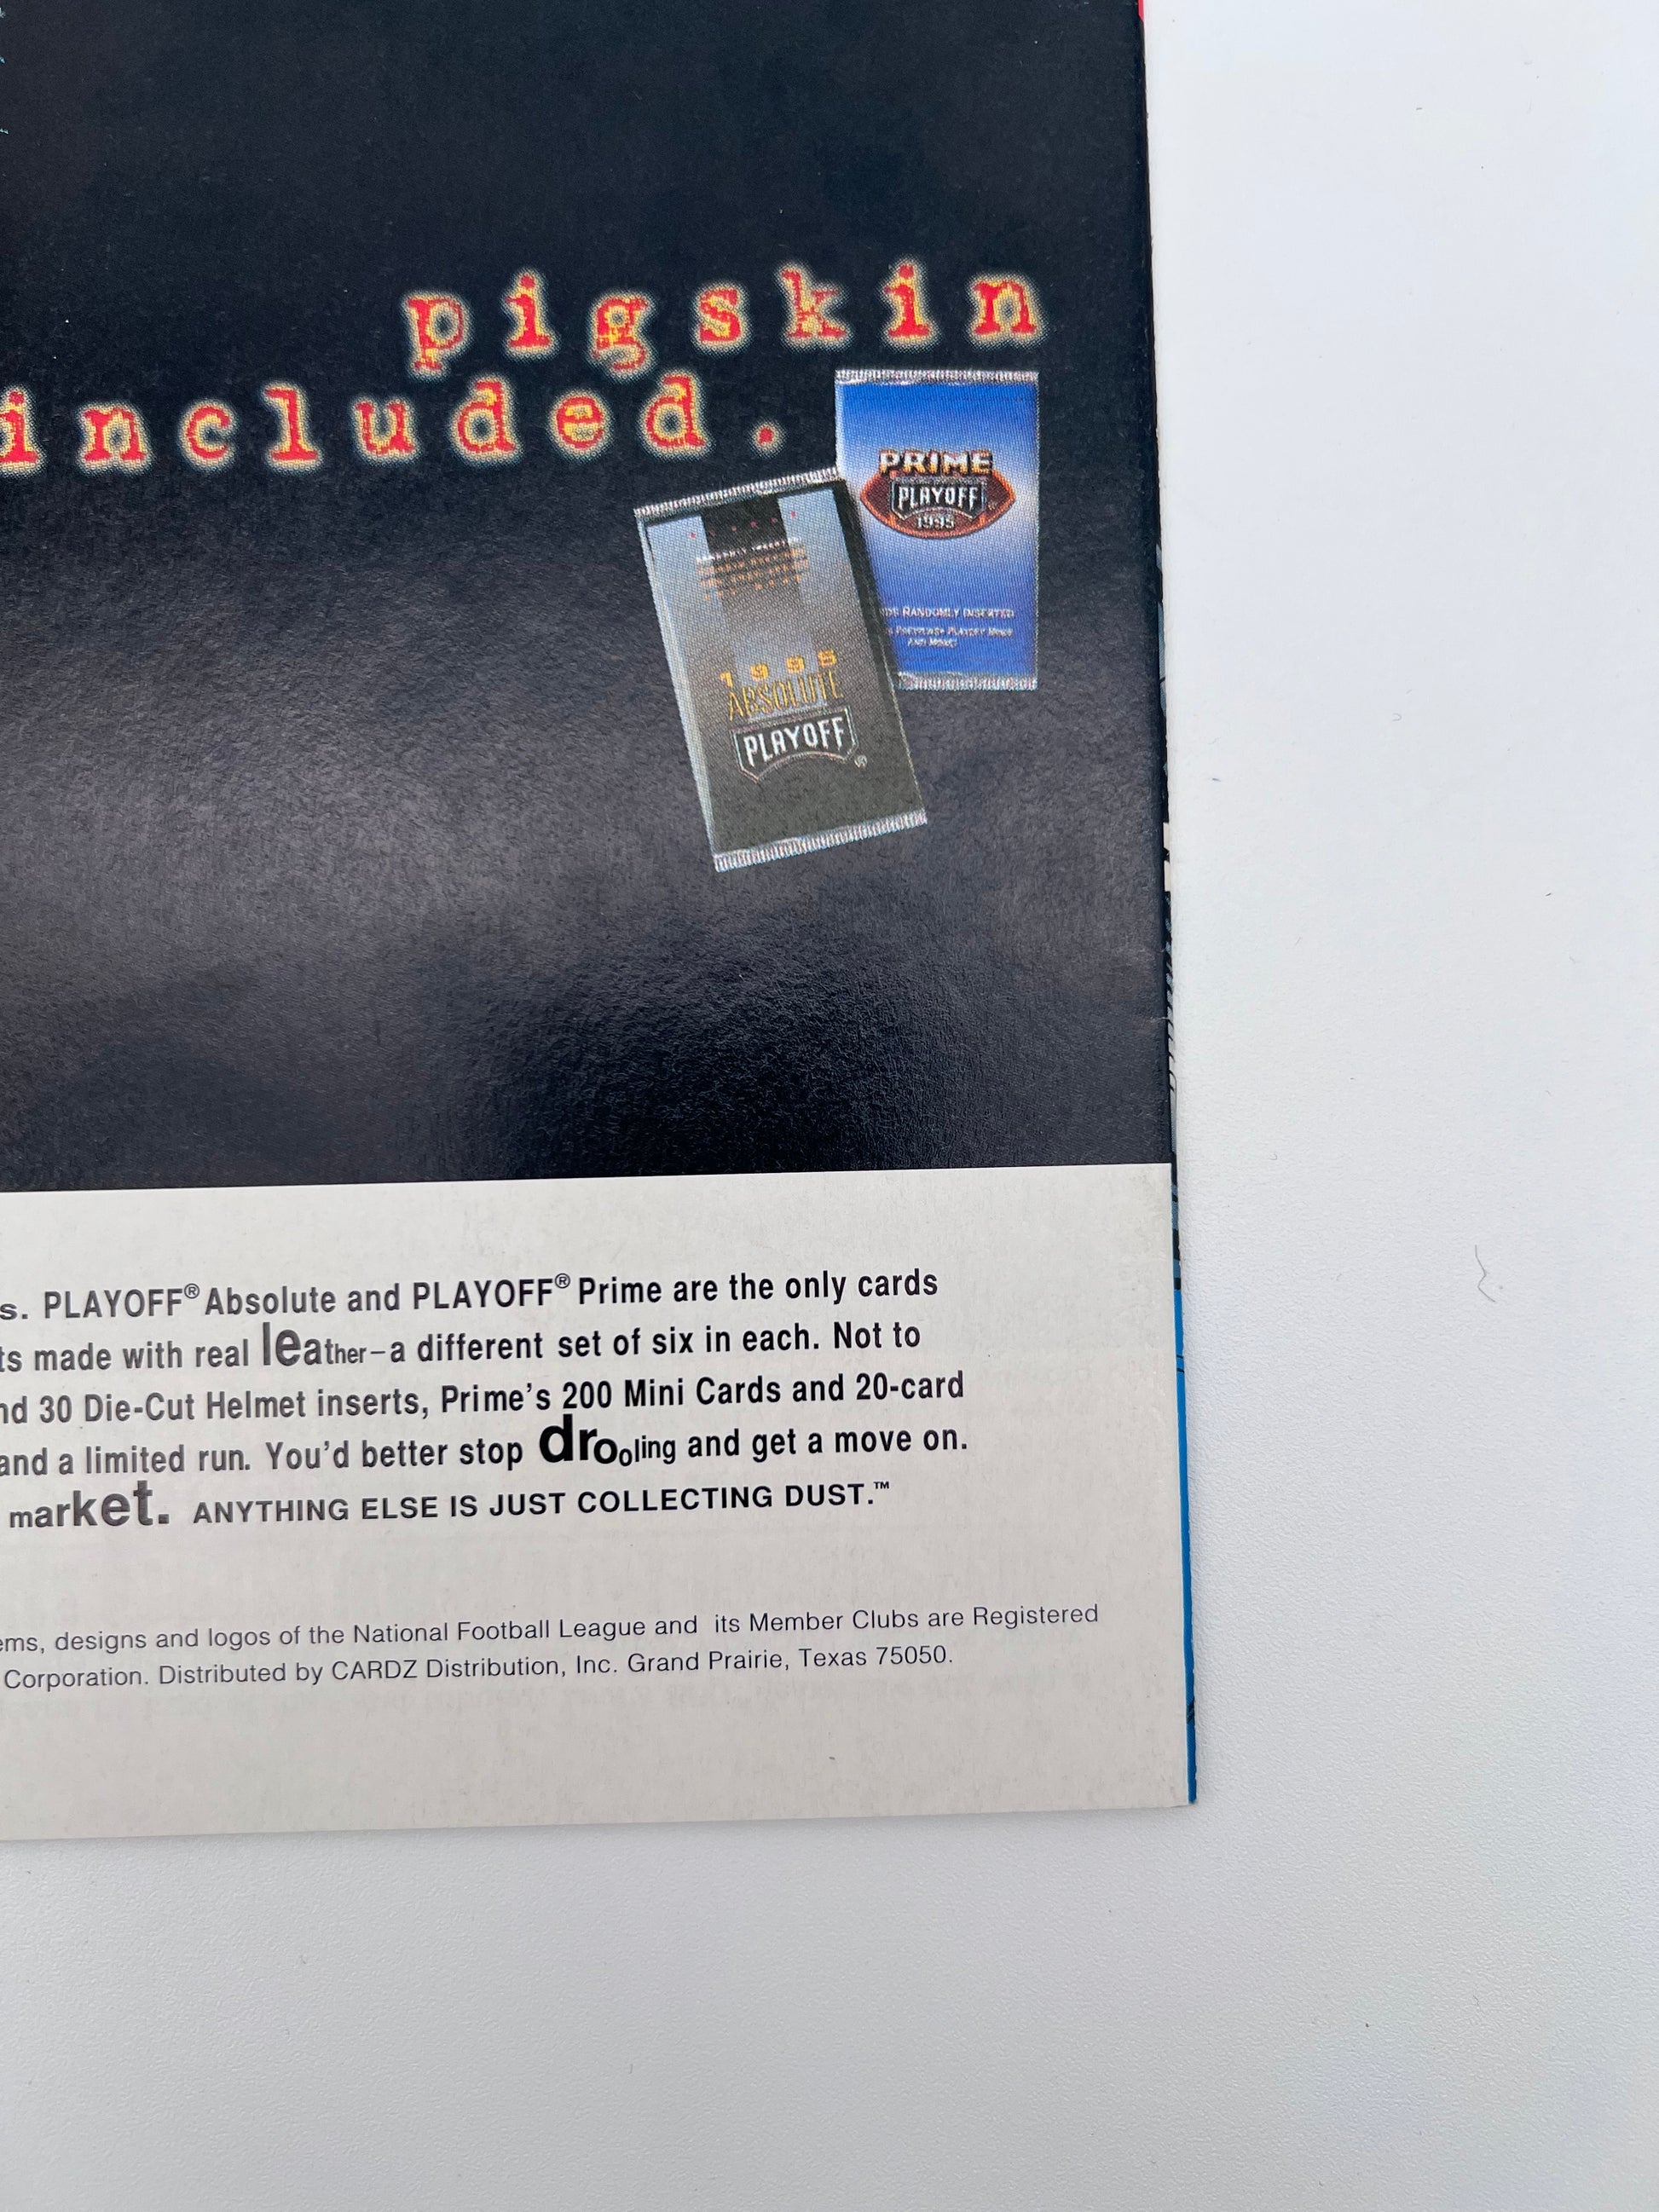 pigskin
included.
PRIME
PLAYOFF
1995
RANDOMLY INSERTED
AND MORE!
1995
ABSOLUTE
PLAYOFF®
s. PLAYOFF® Absolute and PLAYOFF® Prime are the only cards
ts made with real leather–a different set of six in each. Not to
nd 30 Die-Cut Helmet inserts, Prime's 200 Mini Cards and 20-card
and a limited run. You'd better stop drooling and get a move on.
market. ANYTHING ELSE IS JUST COLLECTING DUST.™
ems, designs and logos of the National Football League and its Member Clubs are Registered
Corporation. Distributed by CARDZ Distribution, Inc. Grand Prairie, Texas 75050.